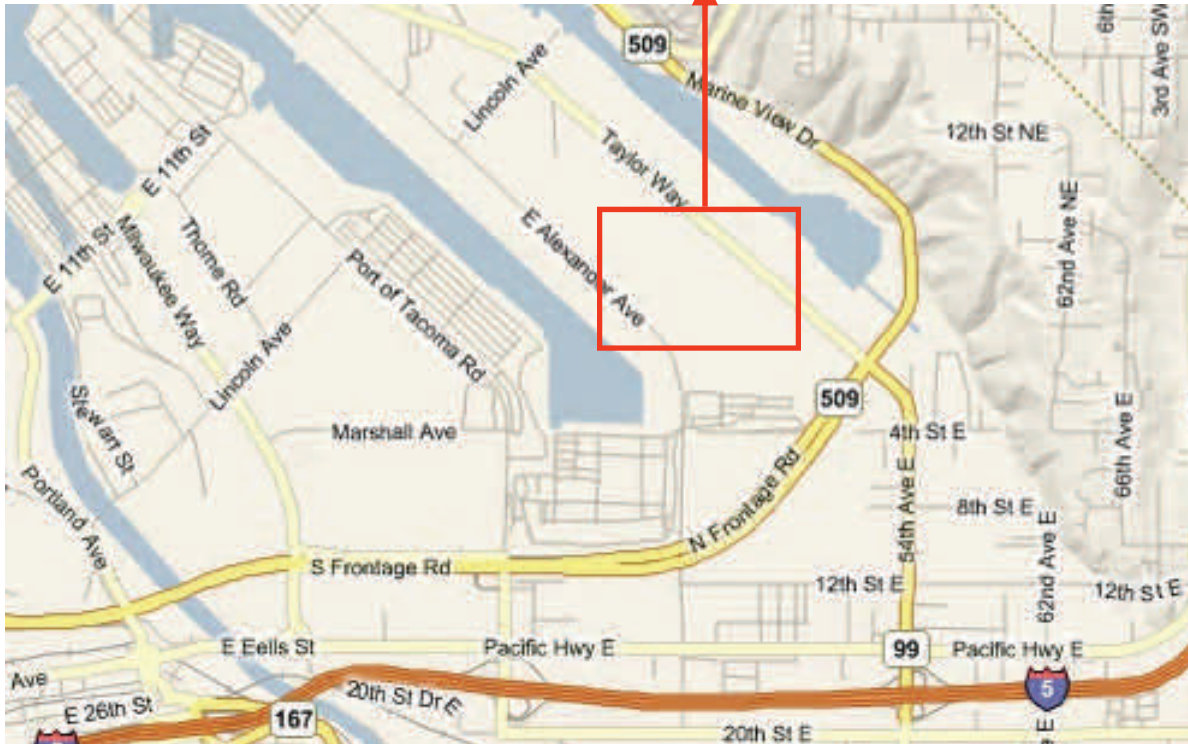 509
6th
3rd Ave SW
Lincoln Ave
Marine View Dr
12th St NE
E 11th St
Taylor Way
62nd Ave NE
E 11th St
Milwaukee Way
Thorne Rd
E Alexander Ave
Port of Tacoma Rd
Lincoln Ave
Stewart St
Marshall Ave
509
4th St E
66th Ave E
Portland Ave
N Frontage Rd
54th Ave E
8th St E
S Frontage Rd
12th St E
62nd Ave E
12th St E
E Eells St
Pacific Hwy E
99
Pacific Hwy E
Ave
20th St Dr E
5
E 26th St
167
20th St E
E